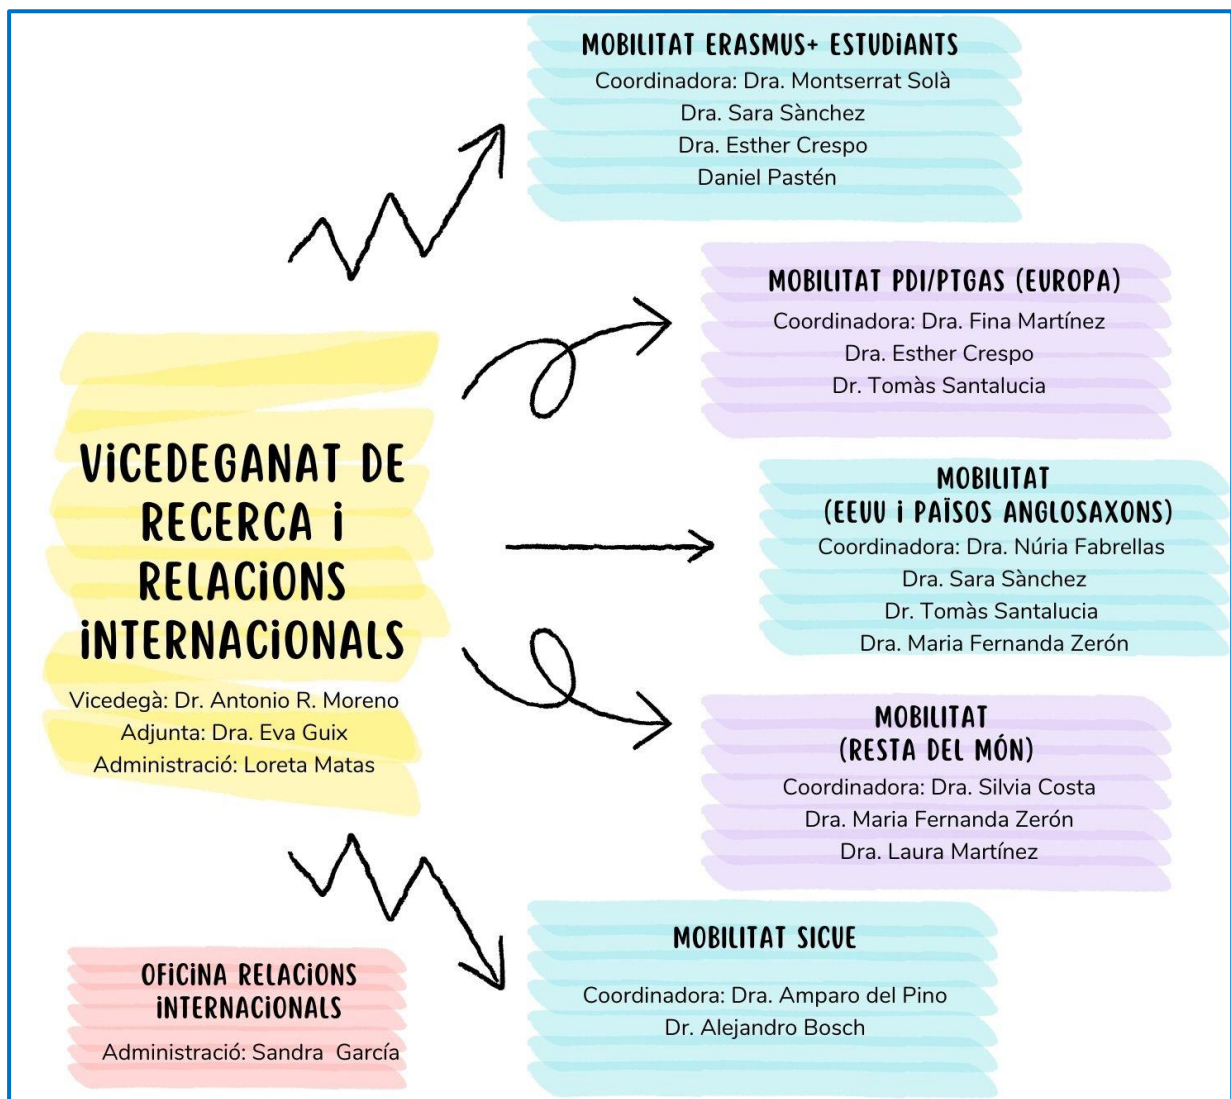 MOBILITAT ERASMUS+ ESTUDIANTS
Coordinadora: Dra. Montserrat Solà
Dra. Sara Sànchez
Dra. Esther Crespo
Daniel Pastén
MOBILITAT PDI/PTGAS (EUROPA)
Coordinadora: Dra. Fina Martínez
Dra. Esther Crespo
Dr. Tomàs Santalucia
VICEDEGANAT DE
RECERCA i
RELACIONS
INTERNACIONALS
Vicedegà: Dr. Antonio R. Moreno
Adjunta: Dra. Eva Guix
Administració: Loreta Matas
MOBILITAT
(EEUU i PAÏSOS ANGLOSAXONS)
Coordinadora: Dra. Núria Fabrellas
Dra. Sara Sànchez
Dr. Tomàs Santalucia
Dra. Maria Fernanda Zerón
MOBILITAT
(RESTA DEL MÓN)
Coordinadora: Dra. Silvia Costa
Dra. Maria Fernanda Zerón
Dra. Laura Martínez
MOBILITAT SICUE
Coordinadora: Dra. Amparo del Pino
Dr. Alejandro Bosch
OFICINA RELACIONS
INTERNACIONALS
Administració: Sandra García